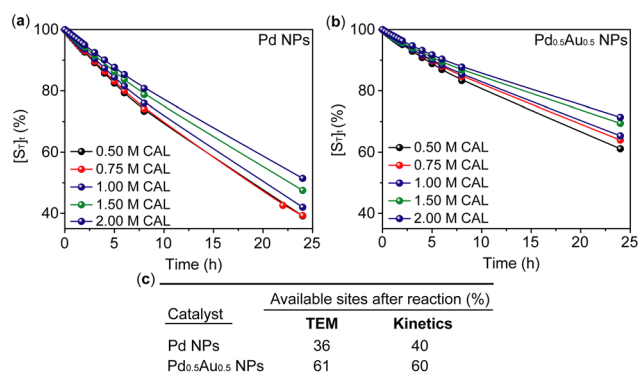 (a)
Pd NPs
[Sт]t (%)
100
80
60
40
0.50 M CAL
0.75 M CAL
1.00 M CAL
1.50 M CAL
2.00 M CAL
0 5 10 15 20 25
Time (h)
(b)
Pd0.5Au0.5 NPs
[Sт]t (%)
100
80
60
40
0.50 M CAL
0.75 M CAL
1.00 M CAL
1.50 M CAL
2.00 M CAL
0 5 10 15 20 25
Time (h)
(c)
Available sites after reaction (%)
Catalyst TEM Kinetics
Pd NPs 36 40
Pd0.5Au0.5 NPs 61 60